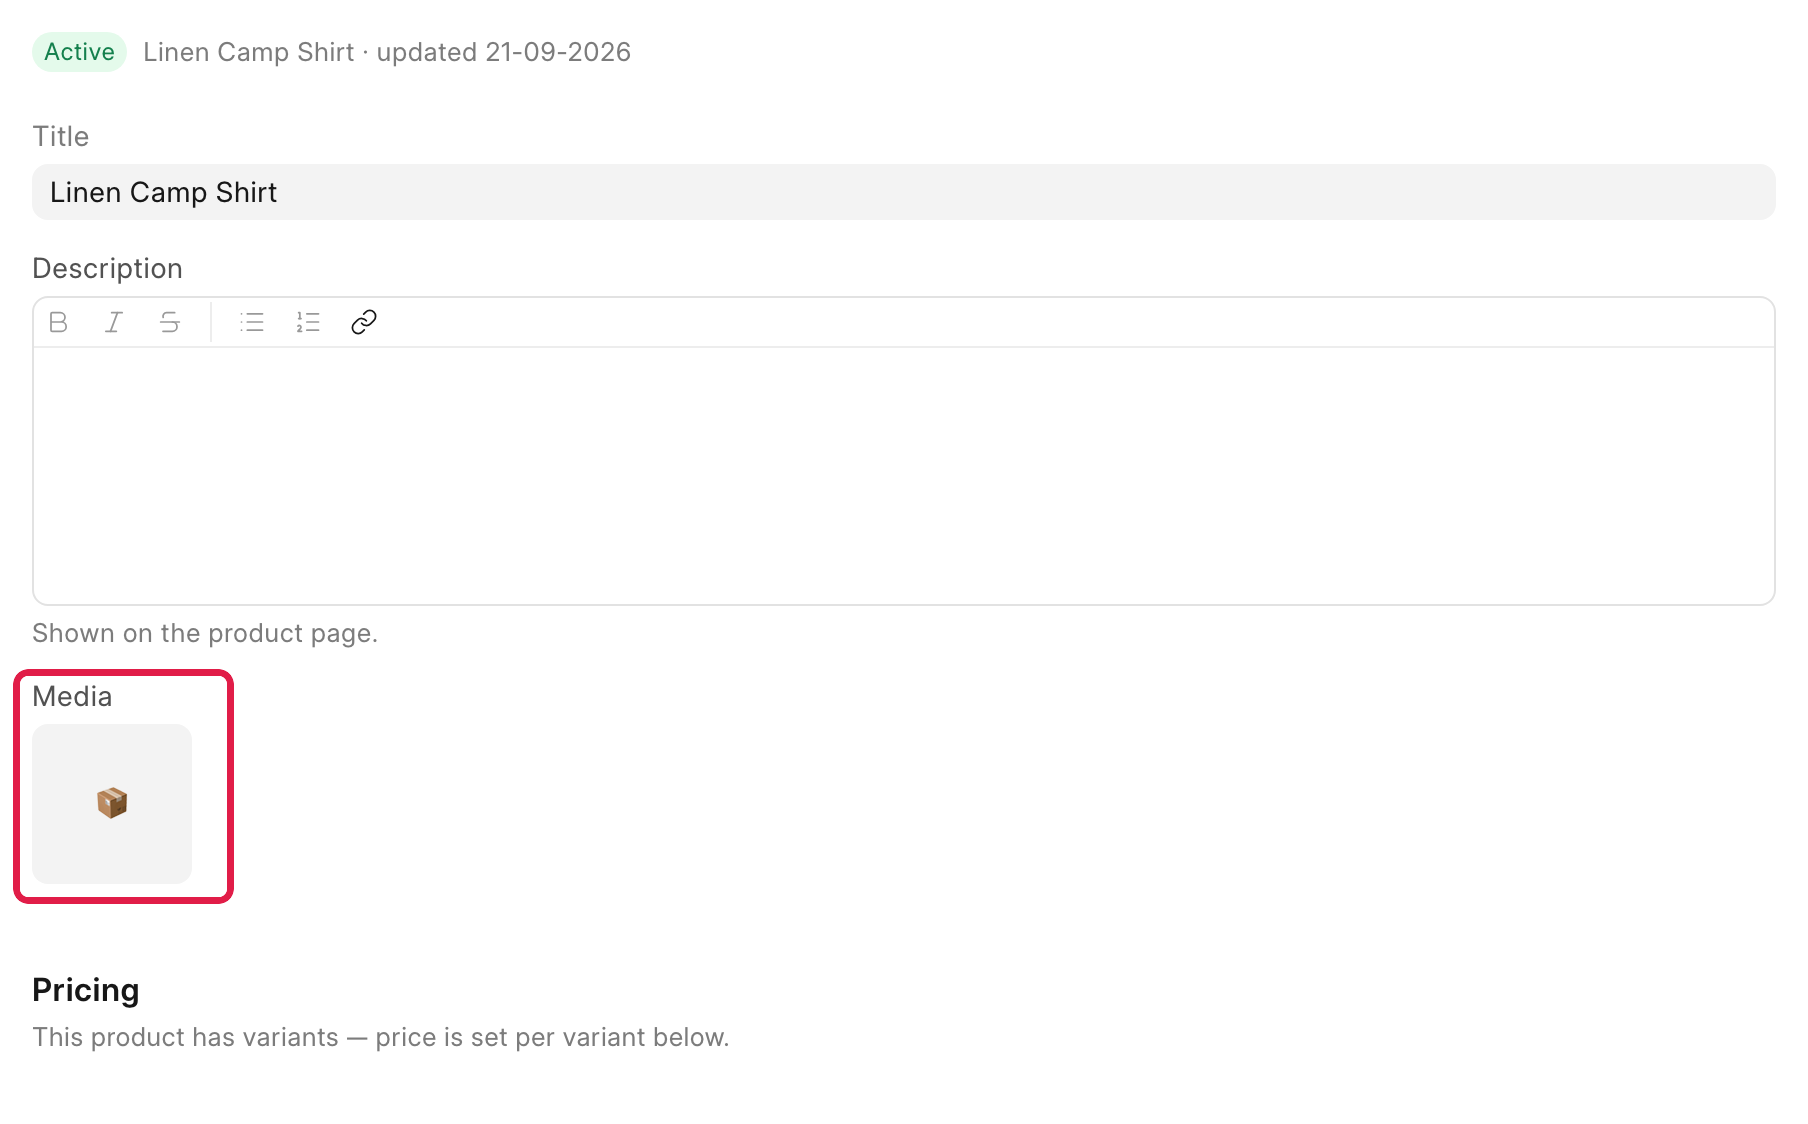 Active Linen Camp Shirt · updated 21-09-2026
Title
Linen Camp Shirt
Description
Shown on the product page.
Media
Pricing
This product has variants — price is set per variant below.